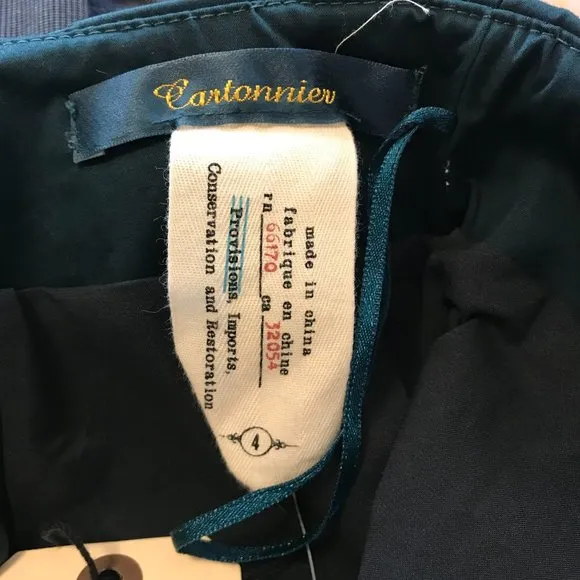 Cartonnier
made in china
fabrique en chine
rn 66170 ca 32054
Provisions, Imports,
Conservation and Restoration
4